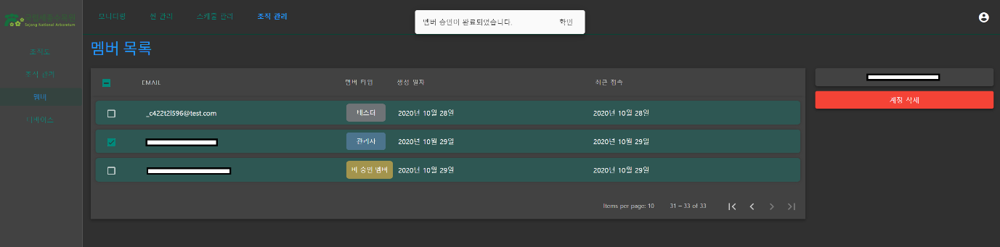 모니터링 씬 관리 스케줄 관리 조직 관리
멤버 승인이 완료되었습니다. 확인
국립세종수목원
Sejong National Arboretum
조직도
조직 관리
멤버
디바이스
멤버 목록
EMAIL 멤버 타입 생성 일자 최근 접속
_c422t2l596@test.com 테스터 2020년 10월 28일 2020년 10월 28일
관리자 2020년 10월 29일 2020년 10월 29일
비 승인 멤버 2020년 10월 29일 2020년 10월 29일
Items per page: 10 31 – 33 of 33
계정 삭제